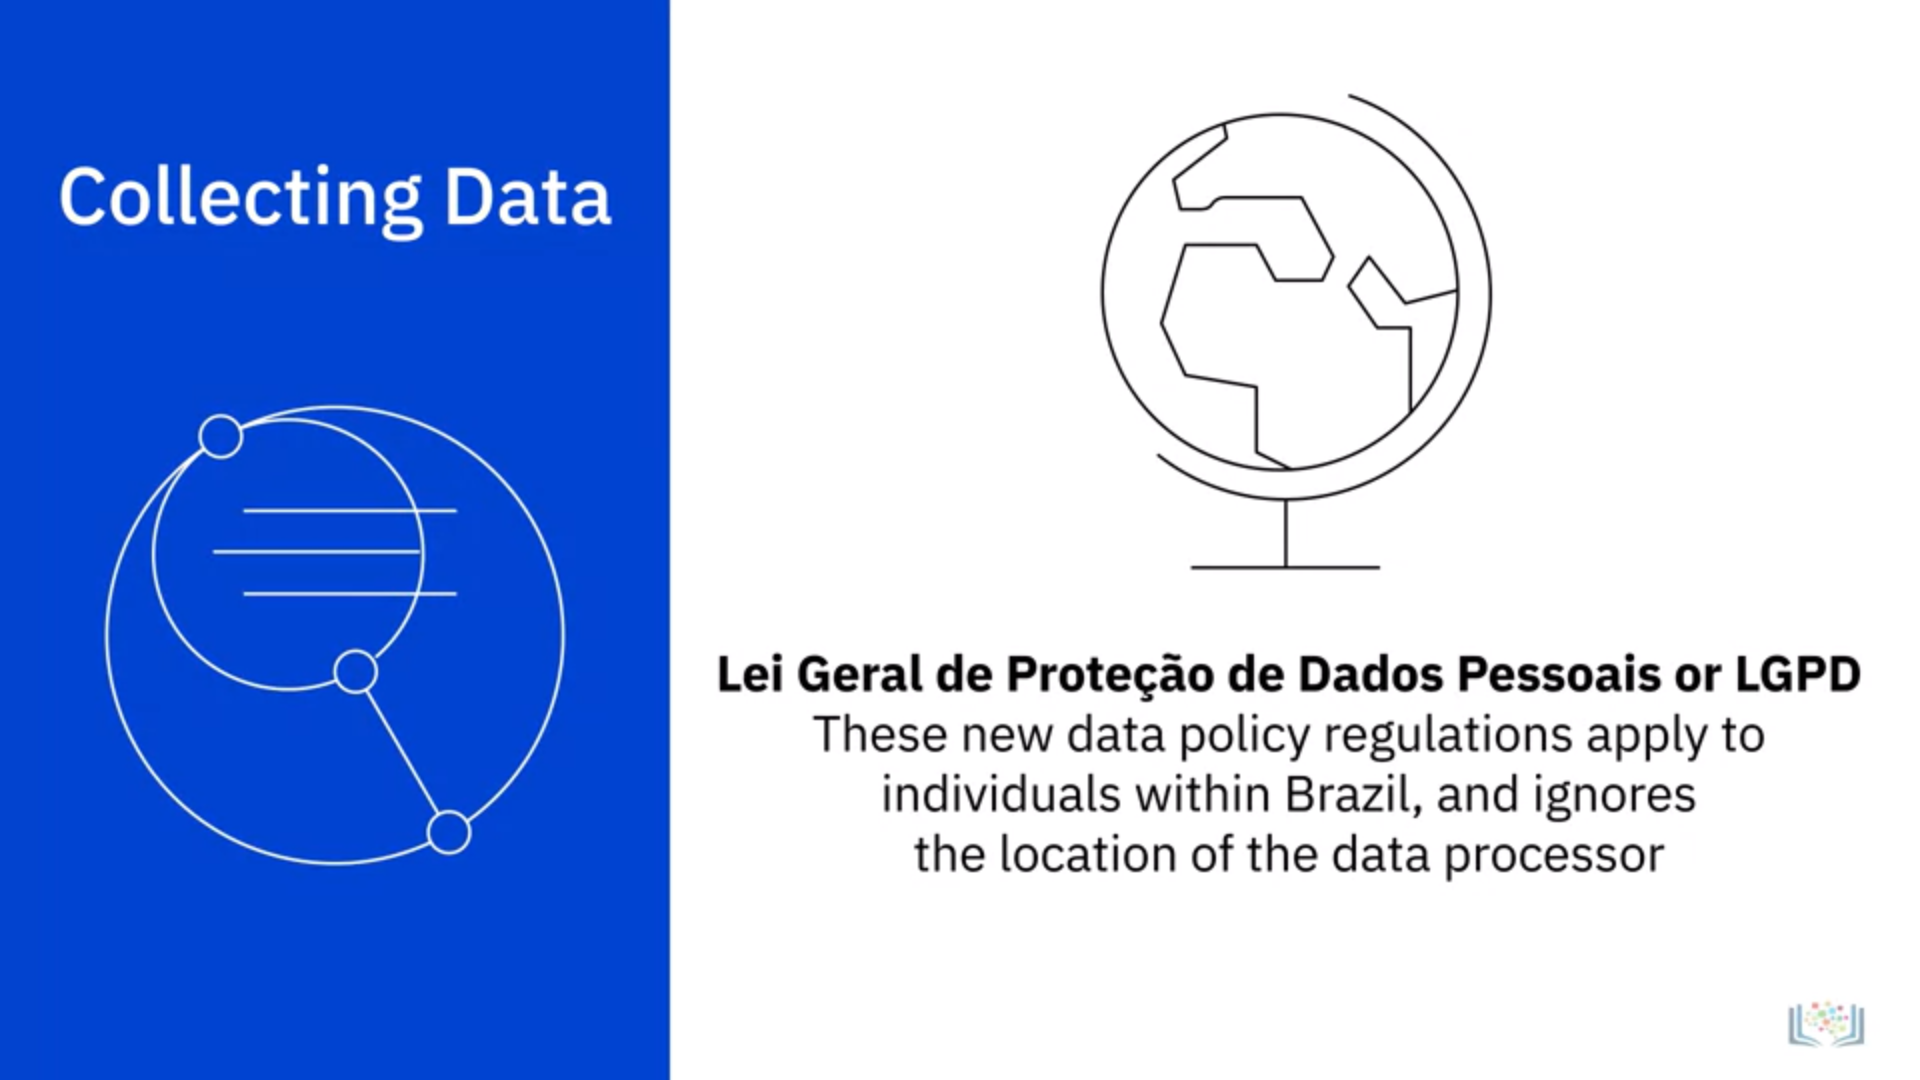 Collecting Data
Lei Geral de Proteção de Dados Pessoais or LGPD
These new data policy regulations apply to
individuals within Brazil, and ignores
the location of the data processor